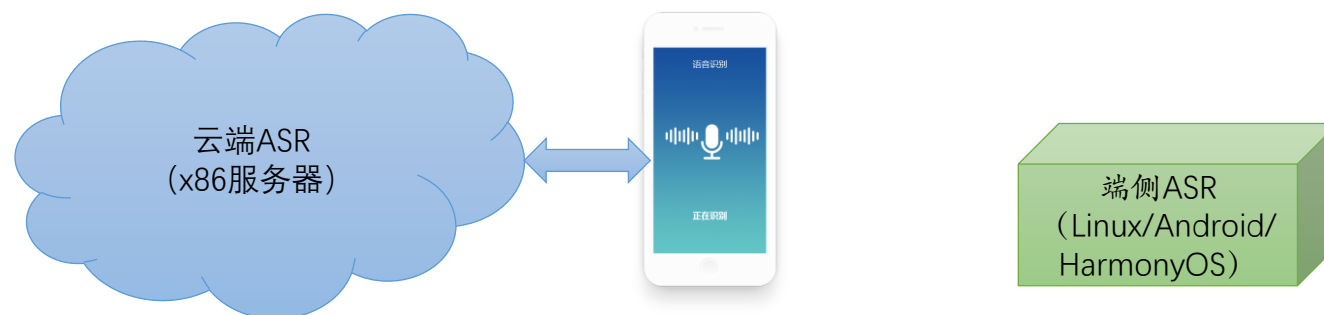 云端ASR
（x86服务器）
语音识别
正在识别
端侧ASR
（Linux/Android/
HarmonyOS）